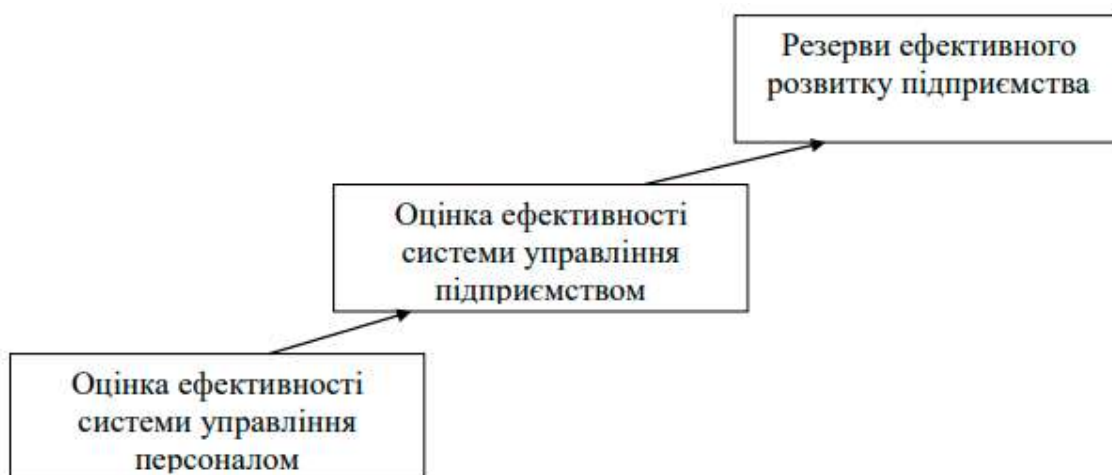 Резерви ефективного
розвитку підприємства
Оцінка ефективності
системи управління
підприємством
Оцінка ефективності
системи управління
персоналом